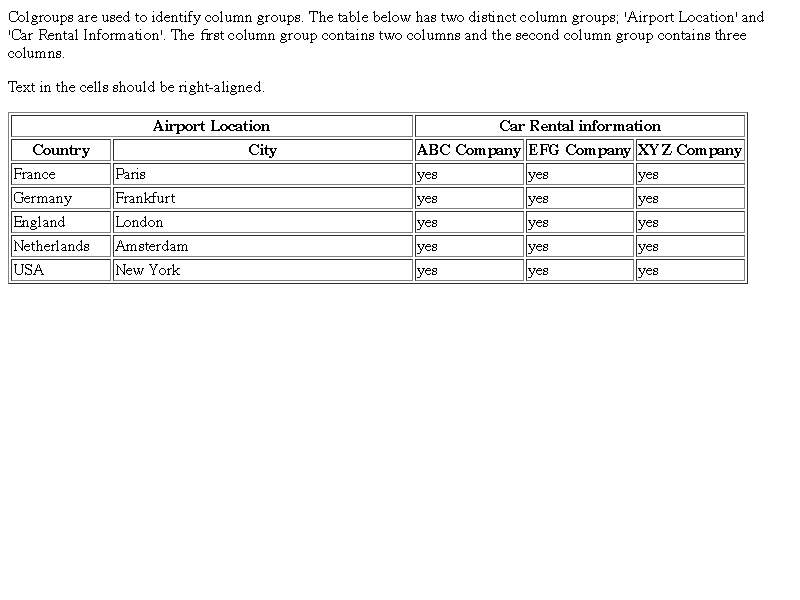 Colgroups are used to identify column groups. The table below has two distinct column groups; 'Airport Location' and
'Car Rental Information'. The first column group contains two columns and the second column group contains three
columns.
Text in the cells should be right-aligned.
Airport Location Car Rental information
Country City ABC Company EFG Company XYZ Company
France Paris yes yes yes
Germany Frankfurt yes yes yes
England London yes yes yes
Netherlands Amsterdam yes yes yes
USA New York yes yes yes